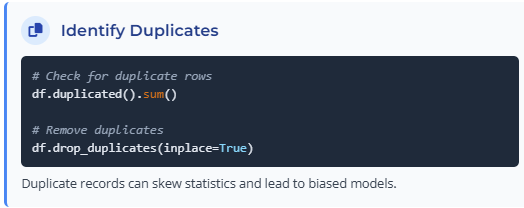 Identify Duplicates
# Check for duplicate rows
df.duplicated().sum()
# Remove duplicates
df.drop_duplicates(inplace=True)
Duplicate records can skew statistics and lead to biased models.